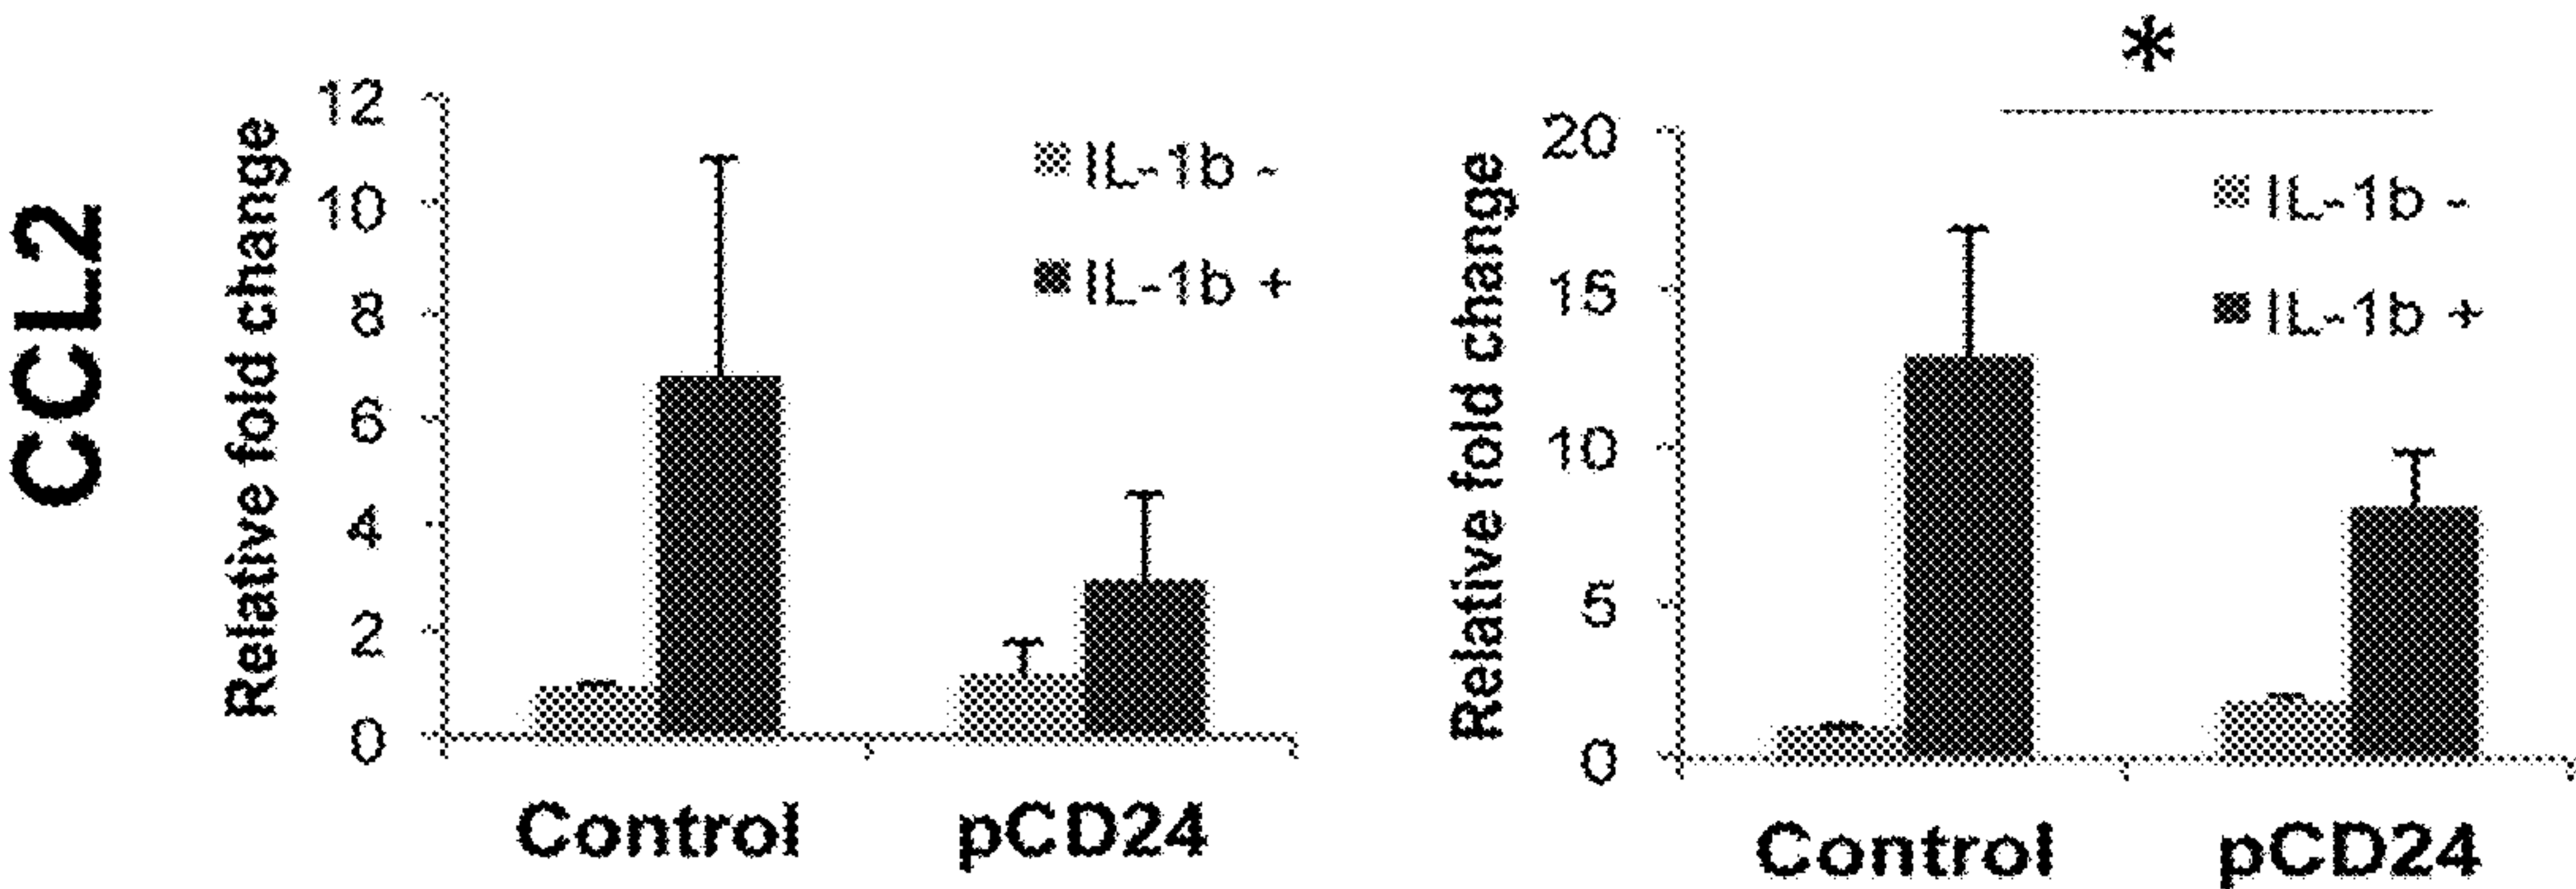 CCL2
Relative fold change
12
10
8
6
4
2
0
IL-1b -
IL-1b +
Control pCD24
*
Relative fold change
20
15
10
5
0
IL-1b -
IL-1b +
Control pCD24